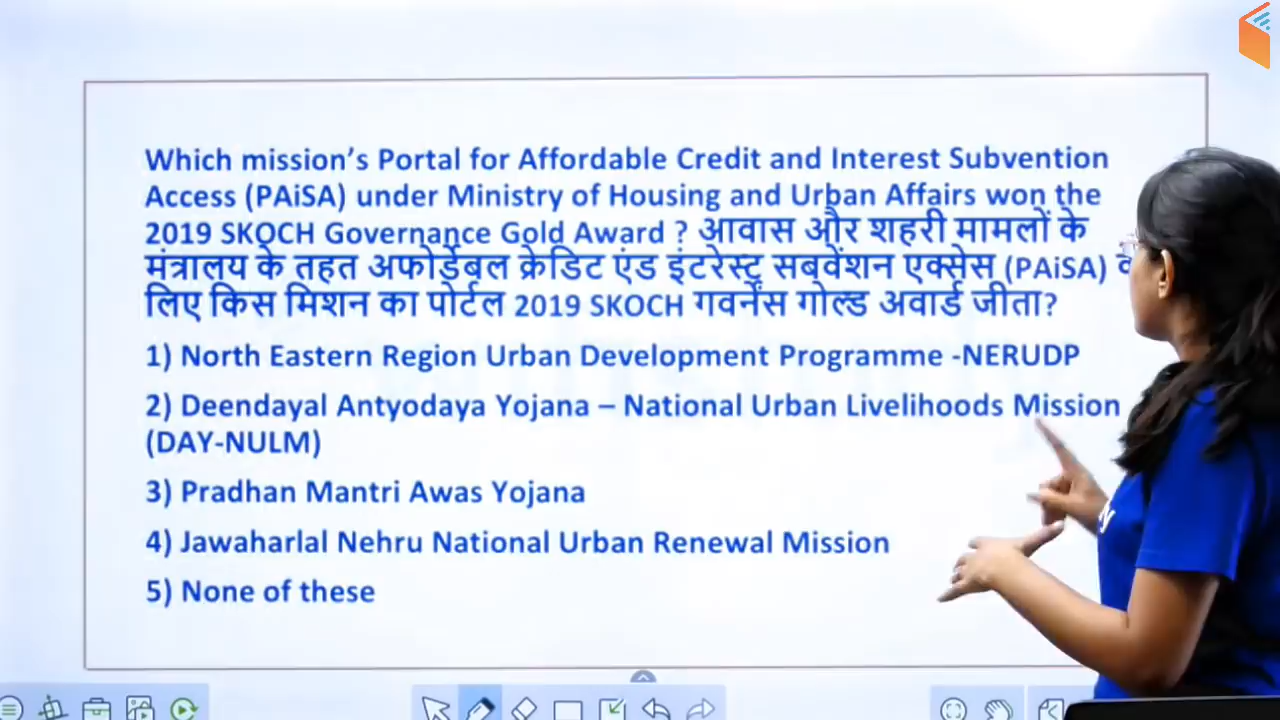 Which mission's Portal for Affordable Credit and Interest Subvention
Access (PAiSA) under Ministry of Housing and Urban Affairs won the
2019 SKOCH Governance Gold Award ? आवास और शहरी मामलों के
मंत्रालय के तहत अफोर्डेबल क्रेडिट एंड इंटरेस्ट सबवेंशन एक्सेस (PAiSA)
लिए किस मिशन का पोर्टल 2019 SKOCH गवर्नेंस गोल्ड अवार्ड जीता?
1) North Eastern Region Urban Development Programme -NERUDP
2) Deendayal Antyodaya Yojana – National Urban Livelihoods Mission
(DAY-NULM)
3) Pradhan Mantri Awas Yojana
4) Jawaharlal Nehru National Urban Renewal Mission
5) None of these